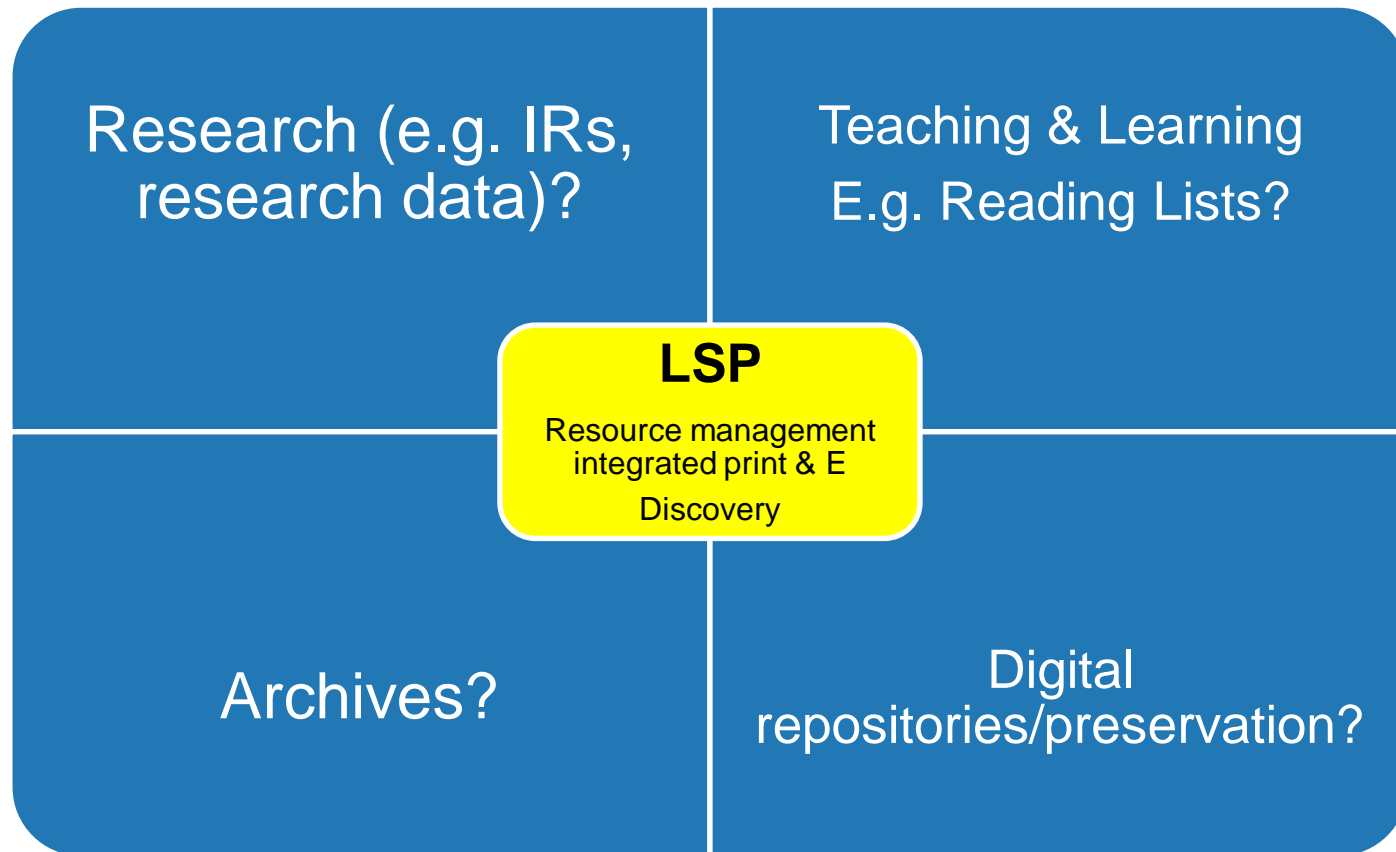 Research (e.g. IRs,
research data)?
Teaching & Learning
E.g. Reading Lists?
LSP
Resource management
integrated print & E
Discovery
Archives?
Digital
repositories/preservation?